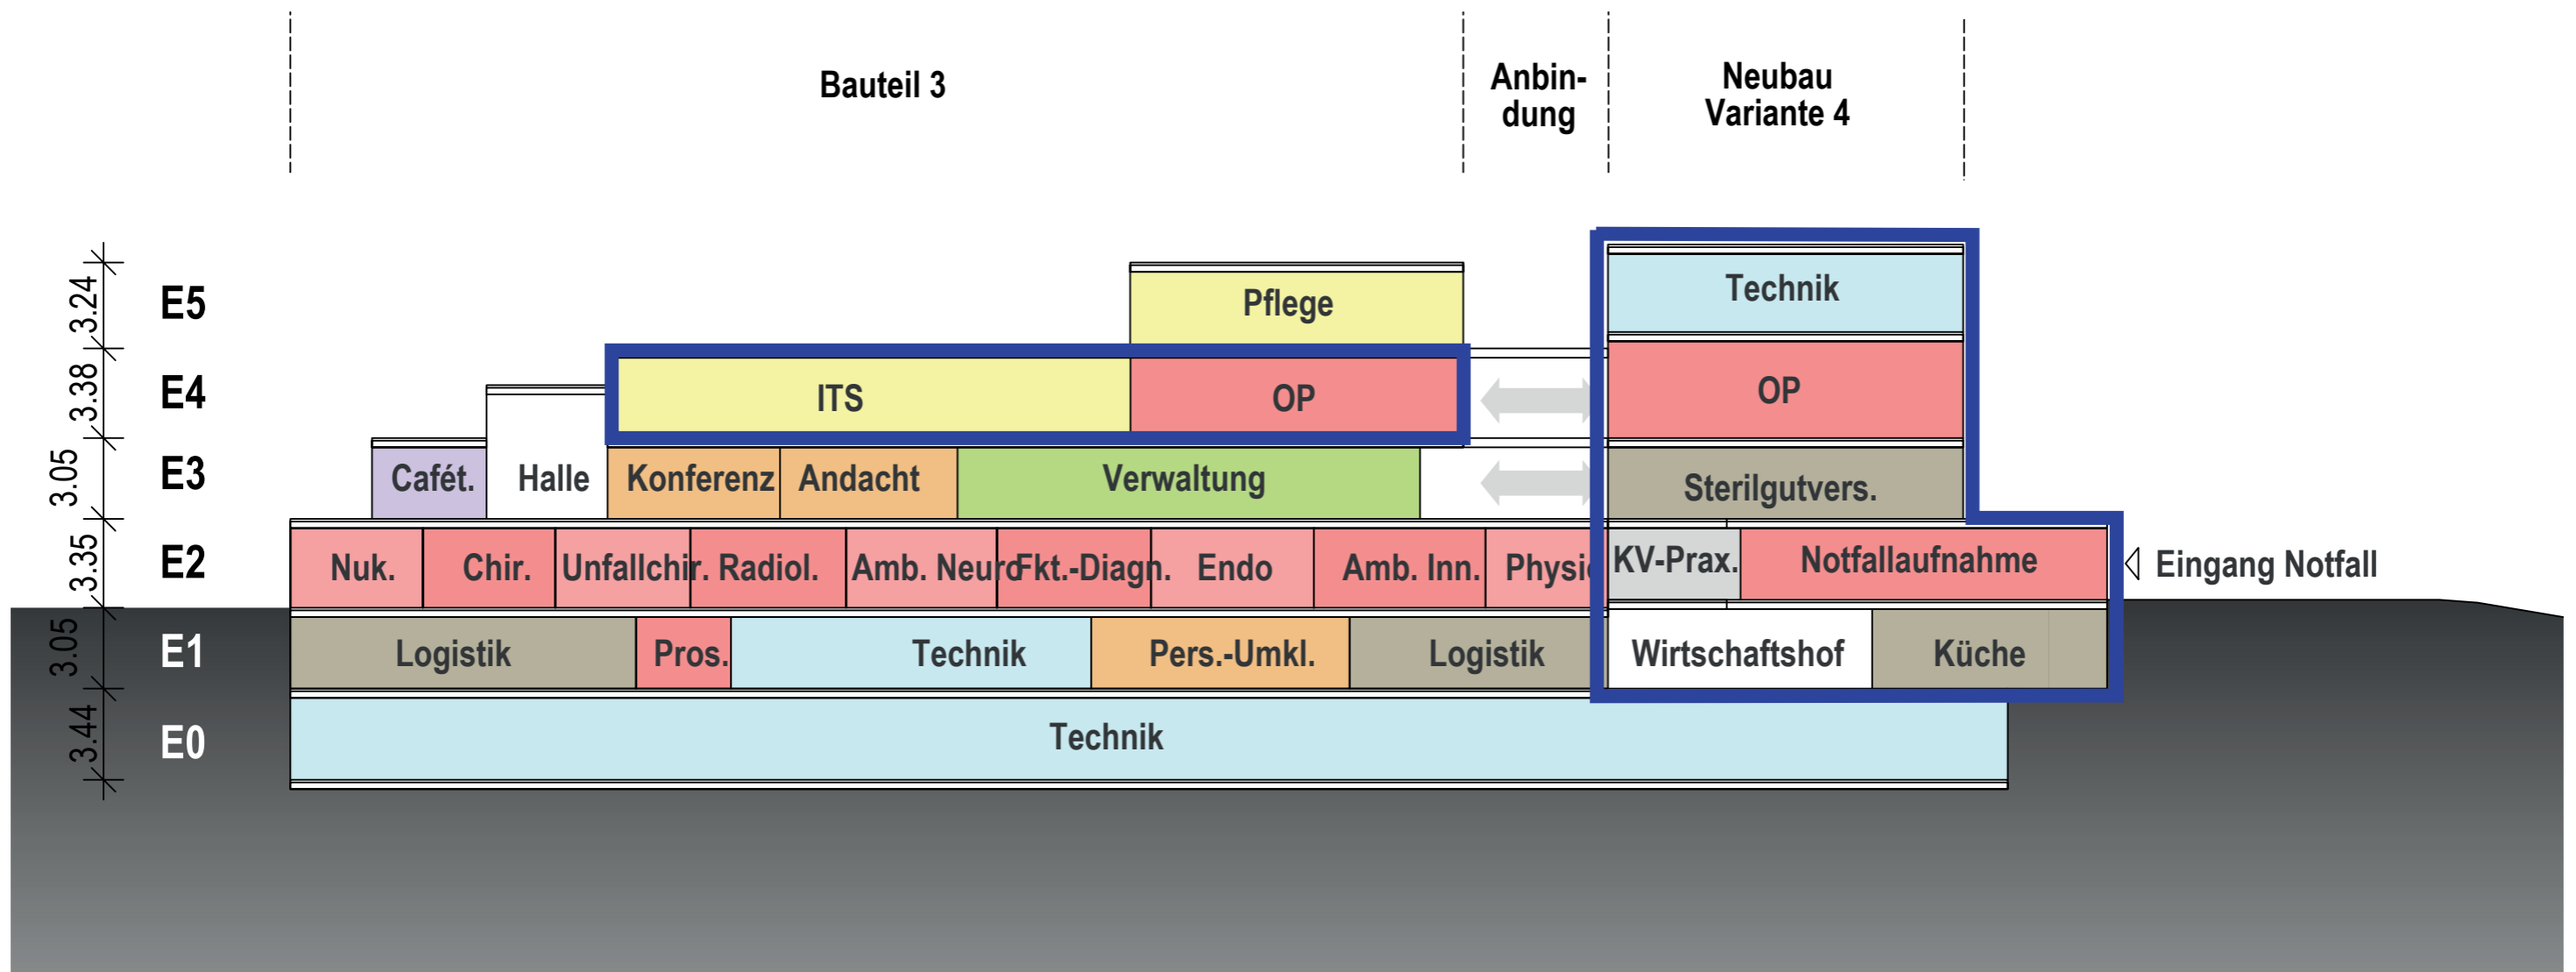 Bauteil 3
Anbin-
dung
Neubau
Variante 4
3.24
E5
Pflege
Technik
3.38
E4
ITS
OP
OP
3.05
E3
Cafét.
Halle
Konferenz
Andacht
Verwaltung
Sterilgutvers.
3.35
E2
Nuk.
Chir.
Unfallchir.
Radiol.
Amb. Neuro
Fkt.-Diagn.
Endo
Amb. Inn.
Physio
KV-Prax.
Notfallaufnahme
Eingang Notfall
3.05
E1
Logistik
Pros.
Technik
Pers.-Umkl.
Logistik
Wirtschaftshof
Küche
3.44
E0
Technik